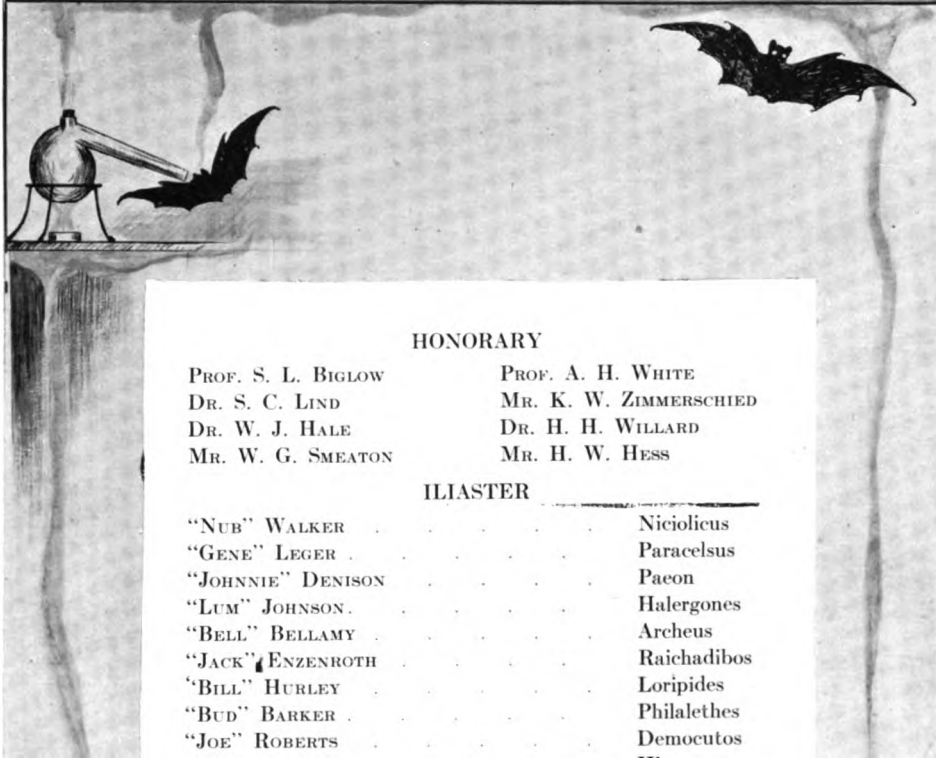 HONORARY
PROF. S. L. BIGLOW PROF. A. H. WHITE
DR. S. C. LIND MR. K. W. ZIMMERSCHIED
DR. W. J. HALE DR. H. H. WILLARD
MR. W. G. SMEATON MR. H. W. HESS
ILIASTER
"NUB" WALKER . . . . . Niciolicus
"GENE" LEGER . . . . . Paracelsus
"JOHNNIE" DENISON . . . . Paeon
"LUM" JOHNSON . . . . . Halergones
"BELL" BELLAMY . . . . . Archeus
"JACK" ENZENROTH . . . . Raichadibos
"BILL" HURLEY . . . . . Loripides
"BUD" BARKER . . . . . Philalethes
"JOE" ROBERTS . . . . . Democutos